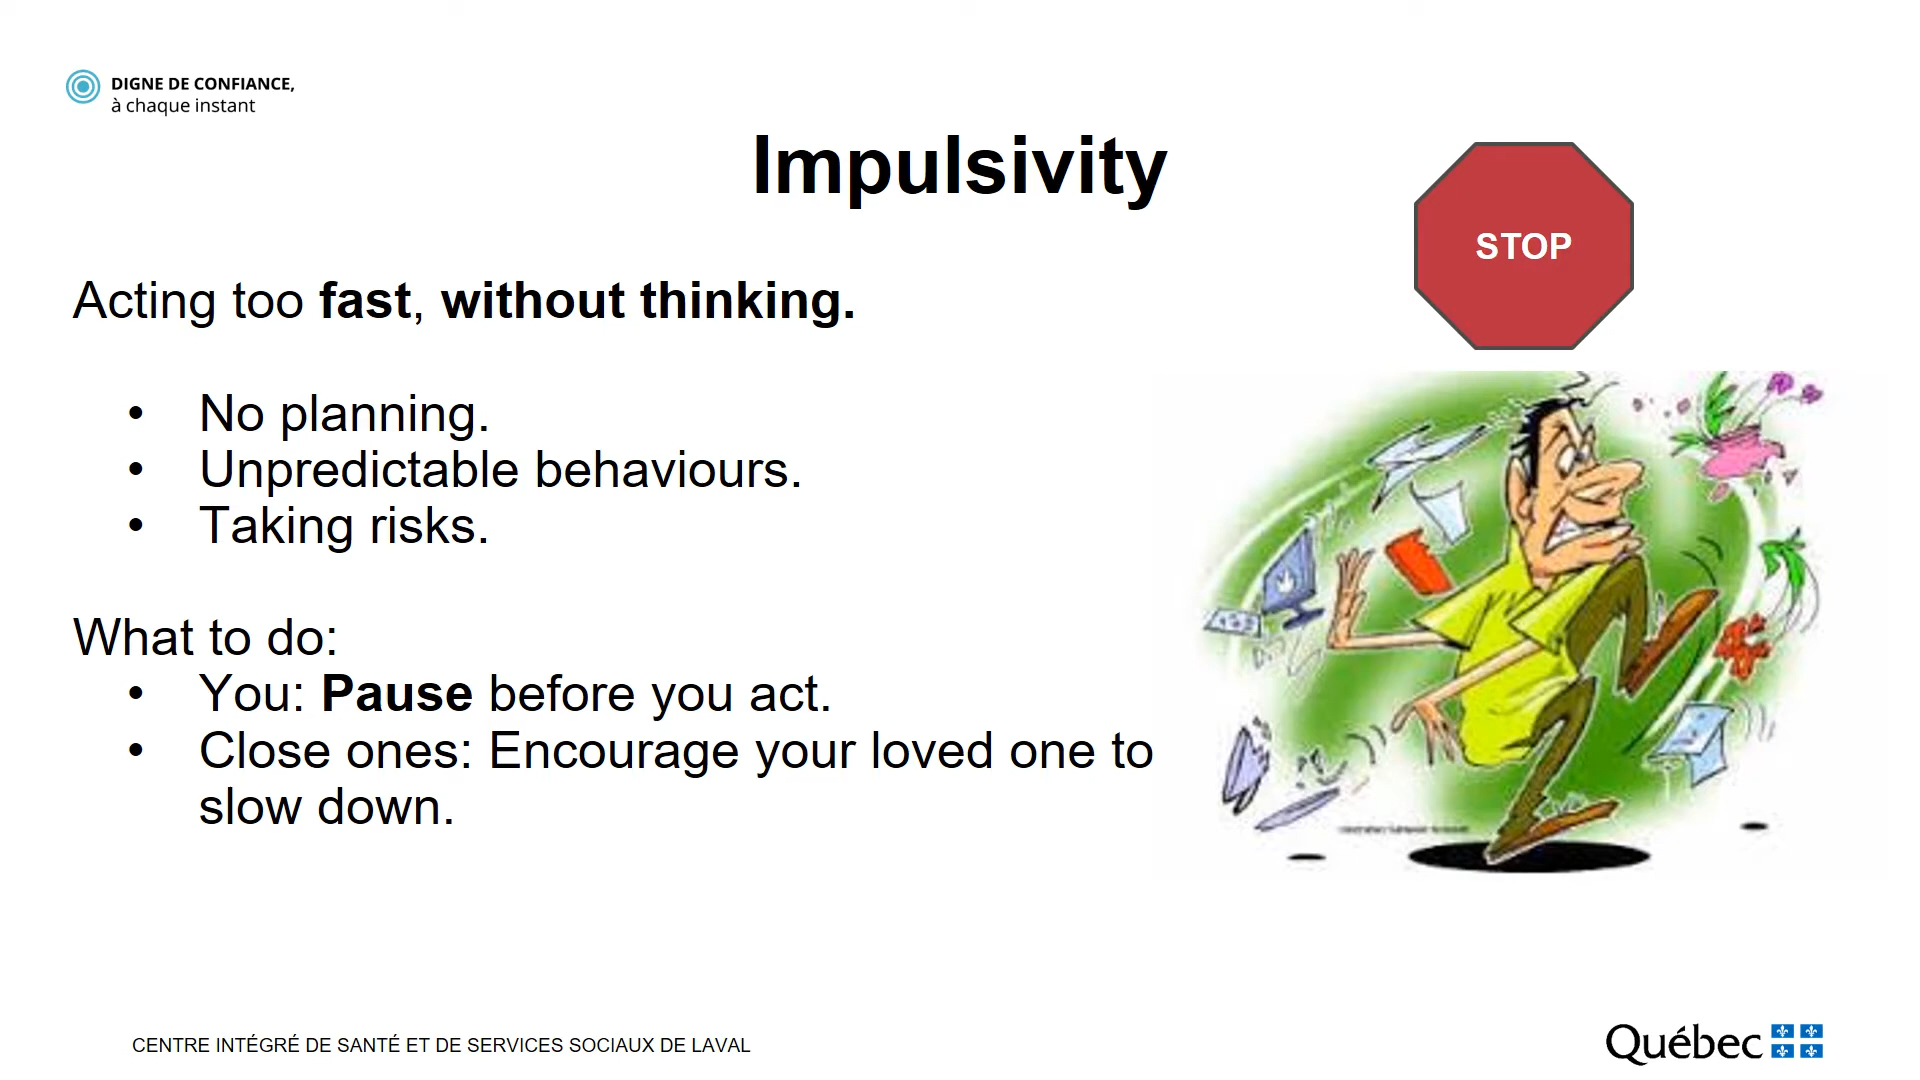 DIGNE DE CONFIANCE,
à chaque instant
Impulsivity
STOP
Acting too fast, without thinking.
• No planning.
• Unpredictable behaviours.
• Taking risks.
What to do:
• You: Pause before you act.
• Close ones: Encourage your loved one to
slow down.
CENTRE INTÉGRÉ DE SANTÉ ET DE SERVICES SOCIAUX DE LAVAL
Québec